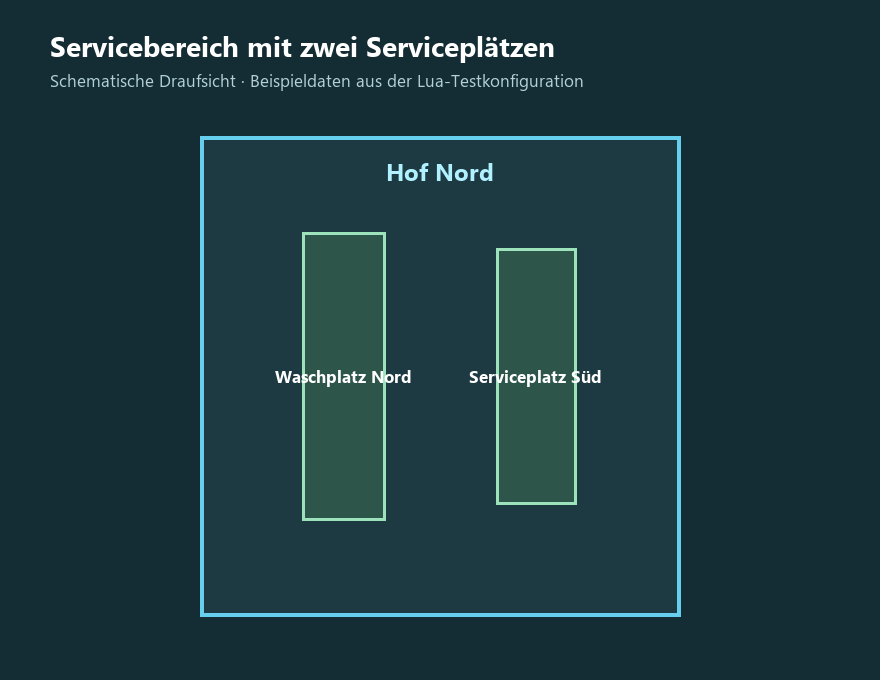 Servicebereich mit zwei Serviceplätzen
Schematische Draufsicht · Beispieldaten aus der Lua-Testkonfiguration
Hof Nord
Waschplatz Nord
Serviceplatz Süd